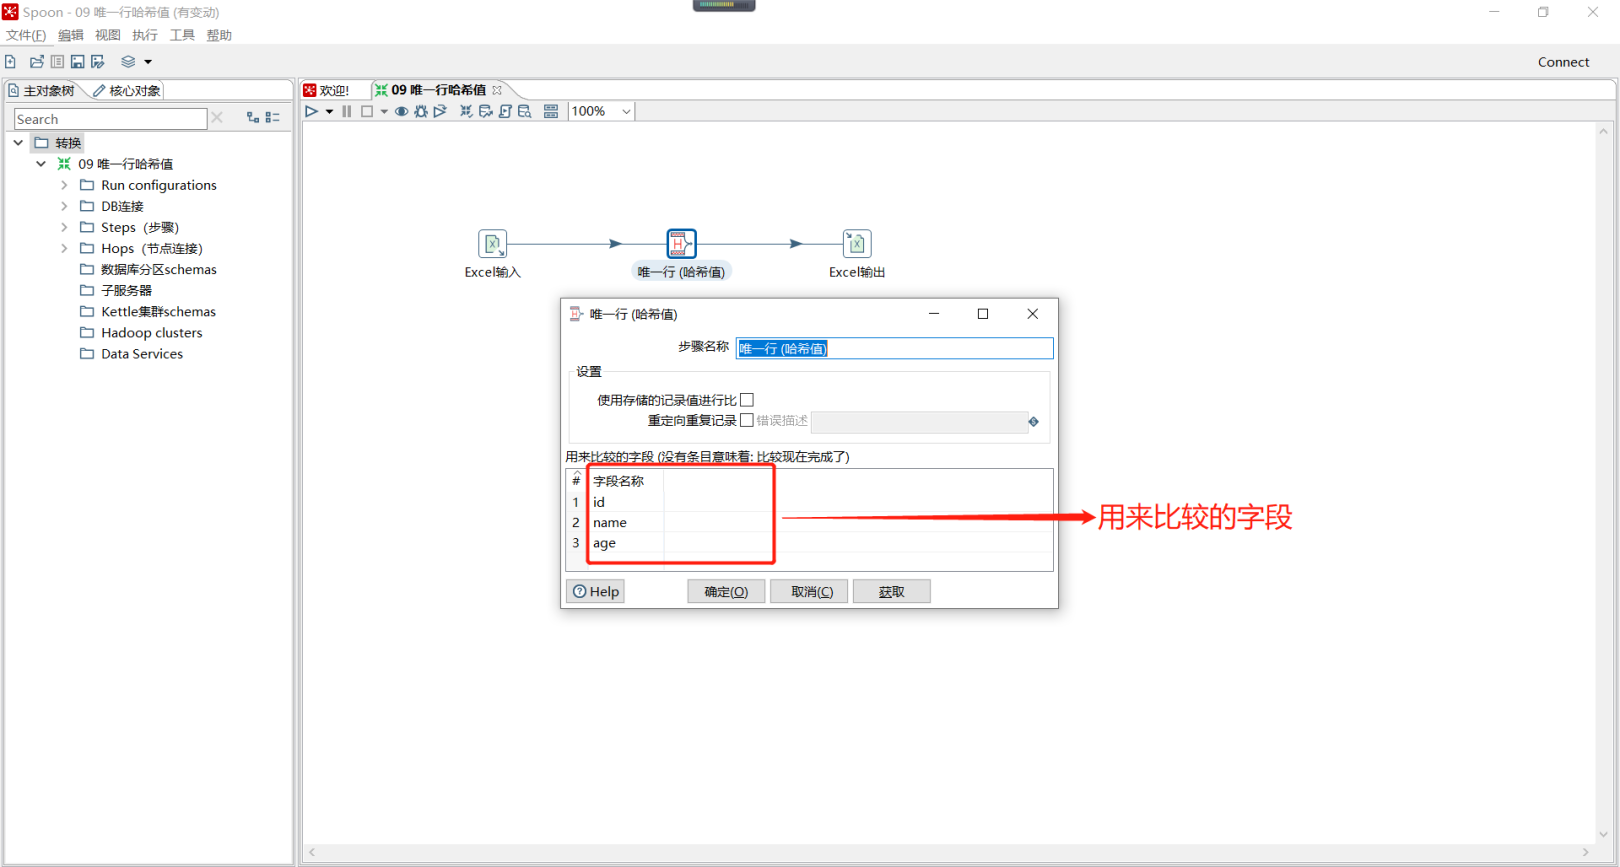 Spoon - 09 唯一行哈希值 (有变动)
文件(F) 编辑 视图 执行 工具 帮助
Connect
主对象树 核心对象
Search
转换
09 唯一行哈希值
Run configurations
DB连接
Steps (步骤)
Hops (节点连接)
数据库分区schemas
子服务器
Kettle集群schemas
Hadoop clusters
Data Services
欢迎! 09 唯一行哈希值
100%
Excel输入 唯一行 (哈希值) Excel输出
唯一行 (哈希值)
步骤名称 唯一行 (哈希值)
设置
使用存储的记录值进行比
重定向重复记录 错误描述
用来比较的字段 (没有条目意味着: 比较现在完成了)
# 字段名称
1 id
2 name
3 age
用来比较的字段
Help 确定(O) 取消(C) 获取